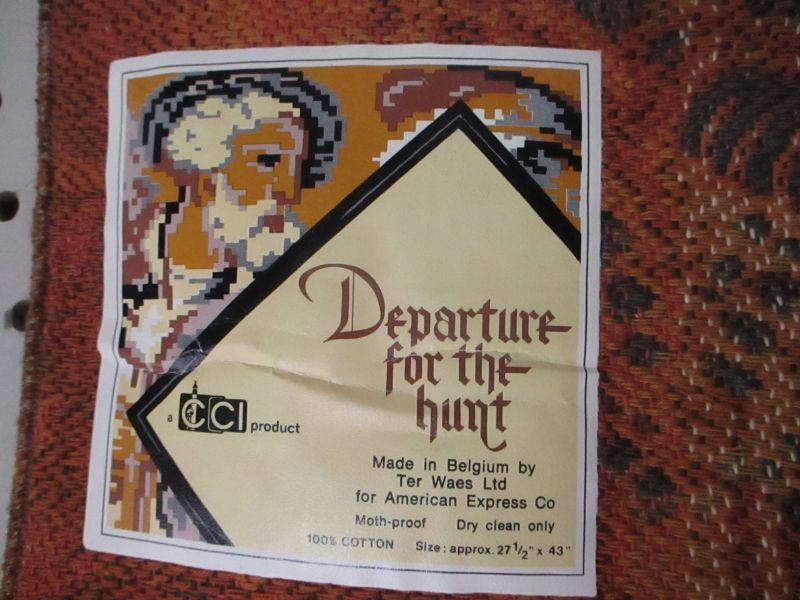 Departure
for the
hunt
a CCI product
Made in Belgium by
Ter Waes Ltd
for American Express Co
Moth-proof Dry clean only
100% COTTON Size: approx. 27 1/2" x 43"